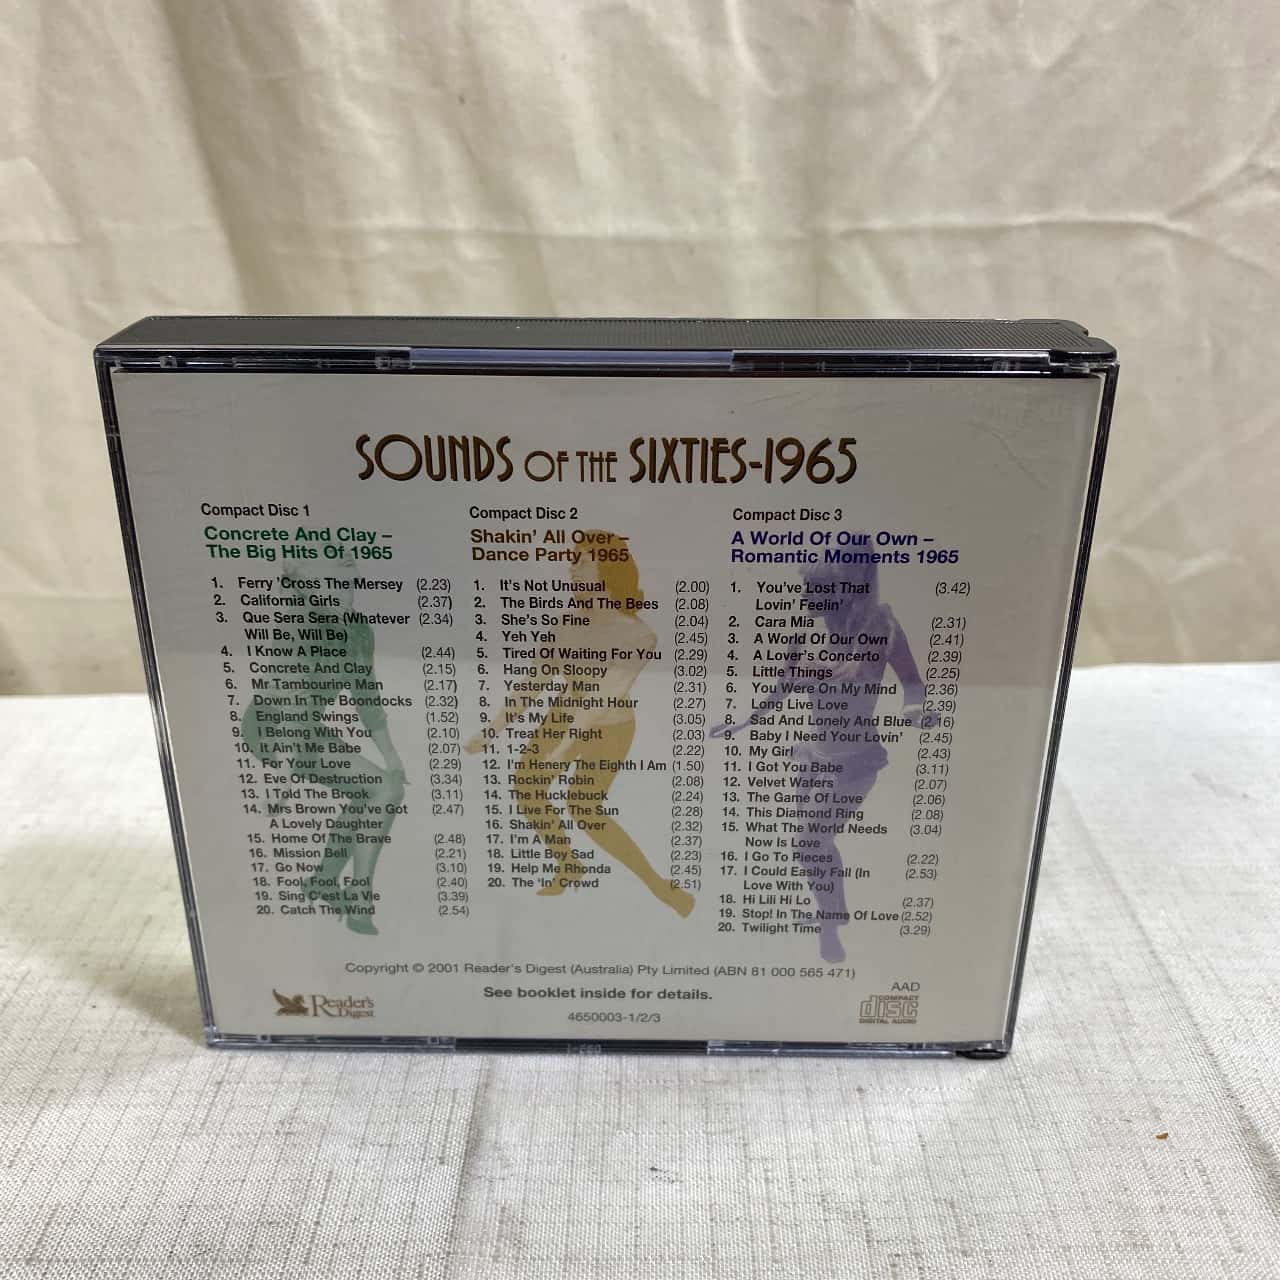 SOUNDS OF THE SIXTIES-1965
Compact Disc 1
Concrete And Clay –
The Big Hits Of 1965
1. Ferry 'Cross The Mersey (2.23)
2. California Girls (2.37)
3. Que Sera Sera (Whatever (2.34)
Will Be, Will Be)
4. I Know A Place (2.44)
5. Concrete And Clay (2.15)
6. Mr Tambourine Man (2.17)
7. Down In The Boondocks (2.32)
8. England Swings (1.52)
9. I Belong With You (2.10)
10. It Ain't Me Babe (2.07)
11. For Your Love (2.29)
12. Eve Of Destruction (3.34)
13. I Told The Brook (3.11)
14. Mrs Brown You've Got (2.47)
A Lovely Daughter
15. Home Of The Brave (2.48)
16. Mission Bell (2.21)
17. Go Now (3.10)
18. Fool, Fool, Fool (2.40)
19. Sing C'est La Vie (3.39)
20. Catch The Wind (2.54)
Compact Disc 2
Shakin' All Over –
Dance Party 1965
1. It's Not Unusual (2.00)
2. The Birds And The Bees (2.08)
3. She's So Fine (2.04)
4. Yeh Yeh (2.45)
5. Tired Of Waiting For You (2.29)
6. Hang On Sloopy (3.02)
7. Yesterday Man (2.31)
8. In The Midnight Hour (2.27)
9. It's My Life (3.05)
10. Treat Her Right (2.03)
11. 1-2-3 (2.22)
12. I'm Henery The Eighth I Am (1.50)
13. Rockin' Robin (2.08)
14. The Hucklebuck (2.24)
15. I Live For The Sun (2.28)
16. Shakin' All Over (2.32)
17. I'm A Man (2.37)
18. Little Boy Sad (2.23)
19. Help Me Rhonda (2.45)
20. The 'In' Crowd (2.51)
Compact Disc 3
A World Of Our Own –
Romantic Moments 1965
1. You've Lost That (3.42)
Lovin' Feelin'
2. Cara Mia (2.31)
3. A World Of Our Own (2.41)
4. A Lover's Concerto (2.39)
5. Little Things (2.25)
6. You Were On My Mind (2.36)
7. Long Live Love (2.39)
8. Sad And Lonely And Blue (2.16)
9. Baby I Need Your Lovin' (2.45)
10. My Girl (2.43)
11. I Got You Babe (3.11)
12. Velvet Waters (2.07)
13. The Game Of Love (2.06)
14. This Diamond Ring (2.08)
15. What The World Needs (3.04)
Now Is Love
16. I Go To Pieces (2.22)
17. I Could Easily Fall (In (2.53)
Love With You)
18. Hi Lili Hi Lo (2.37)
19. Stop! In The Name Of Love (2.52)
20. Twilight Time (3.29)
Copyright © 2001 Reader's Digest (Australia) Pty Limited (ABN 81 000 565 471)
See booklet inside for details.
4650003-1/2/3
Reader's
Digest
AAD
COMPACT
disc
DIGITAL AUDIO